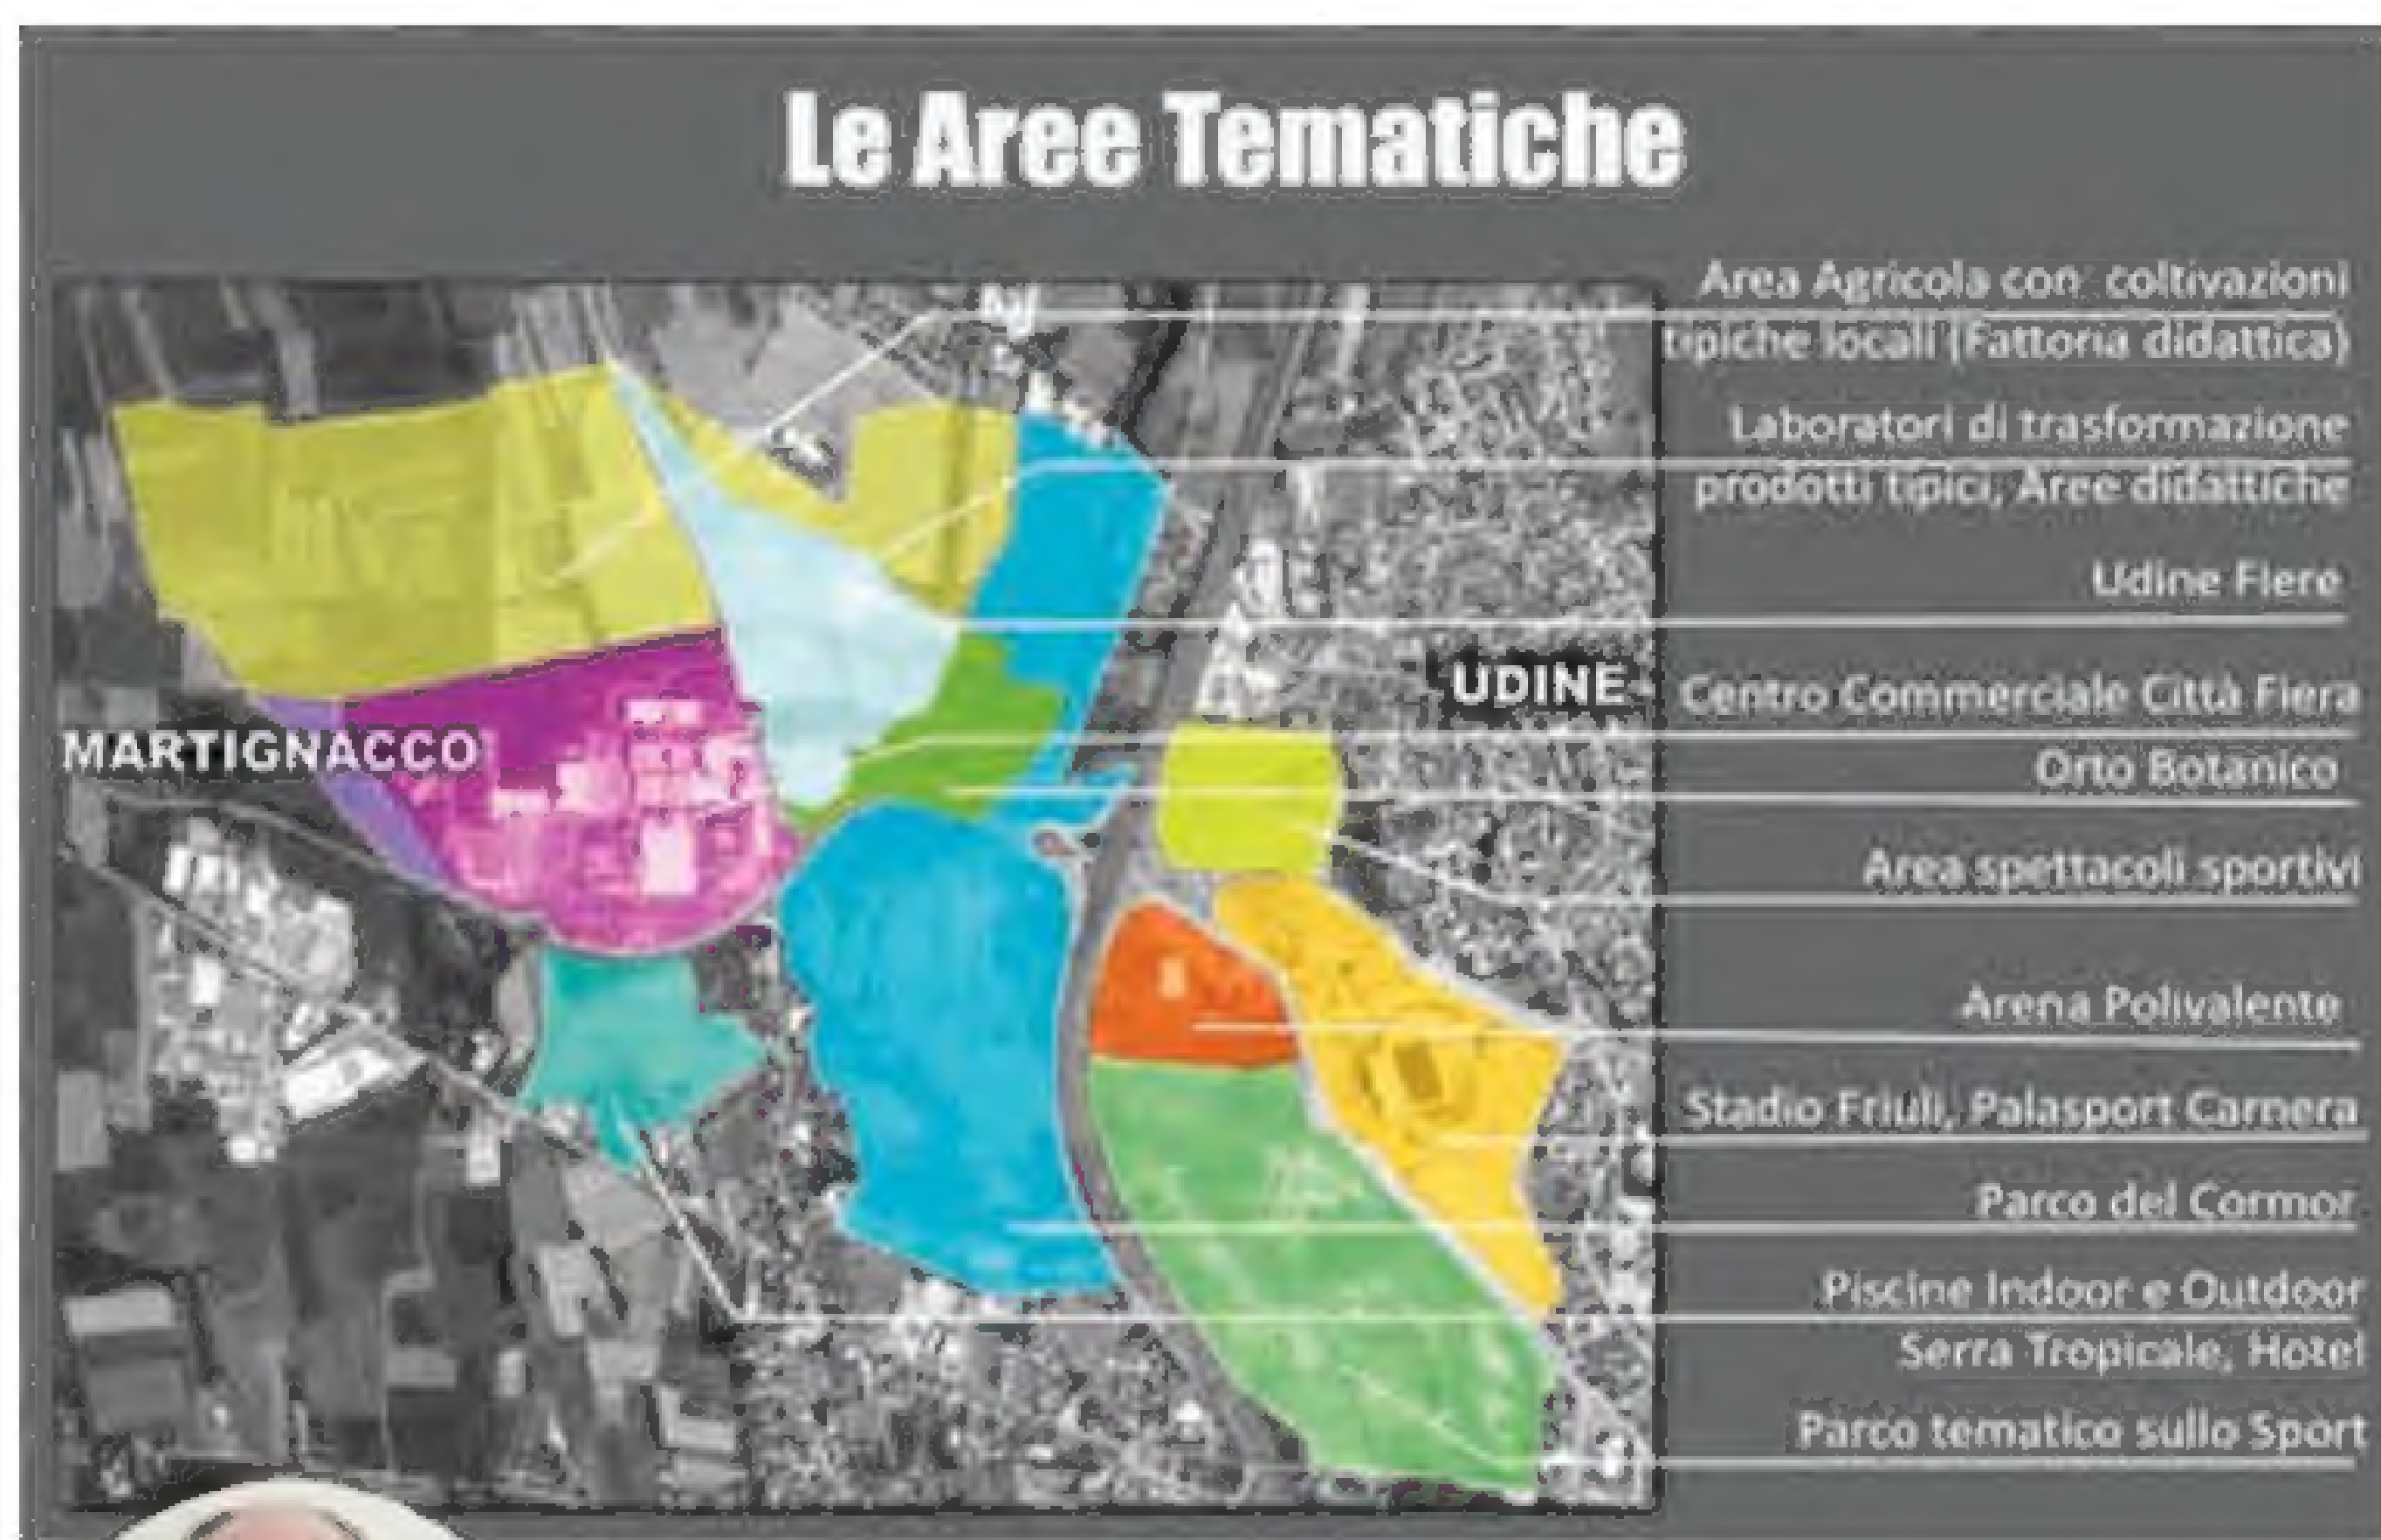 Le Aree Tematiche
Area Agricola con coltivazioni
tipiche locali (Fattoria didattica)
Laboratori di trasformazione
prodotti tipici, Aree didattiche
Udine Fiere
UDINE
Centro Commerciale Città Fiera
MARTIGNACCO
Orto Botanico
Area spettacoli sportivi
Arena Polivalente
Stadio Friuli, Palasport Carnera
Parco del Cormor
Piscine Indoor e Outdoor
Serra Tropicale, Hotel
Parco tematico sullo Sport